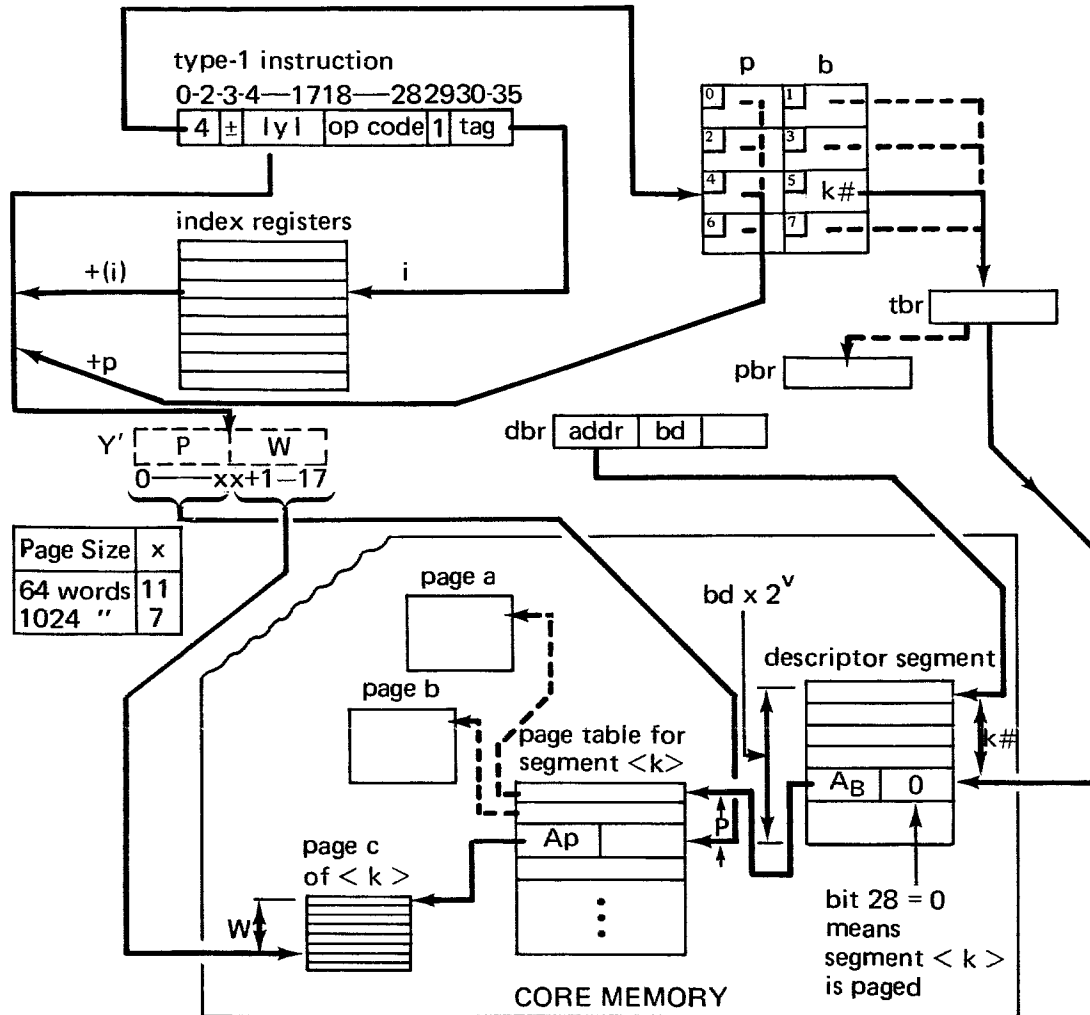 type-1 instruction
0-2-3-4—1718—282930-35
4 ± |y| op code 1 tag
p b
0 1
2 3
4 5 k#
6 7
index registers
+(i)
i
+p
tbr
pbr
dbr addr bd
Y' P W
0—xx+1—17
Page Size x
64 words 11
1024 " 7
page a
bd x 2^v
descriptor segment
page b
k#
page table for
segment <k>
A_B 0
P
Ap
page c
of < k >
W
bit 28 = 0
means
segment < k >
is paged
CORE MEMORY